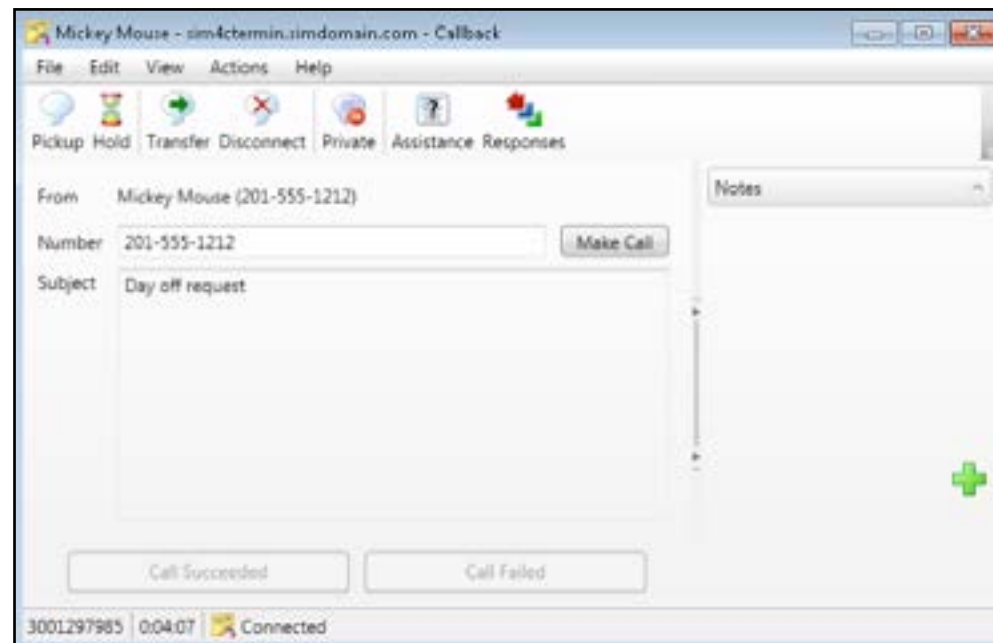 Mickey Mouse - sim4ctermin.simdomain.com - Callback
File Edit View Actions Help
Pickup Hold Transfer Disconnect Private Assistance Responses
From Mickey Mouse (201-555-1212)
Notes
Number 201-555-1212 Make Call
Subject Day off request
Call Succeeded Call Failed
3001297985 0:04:07 Connected